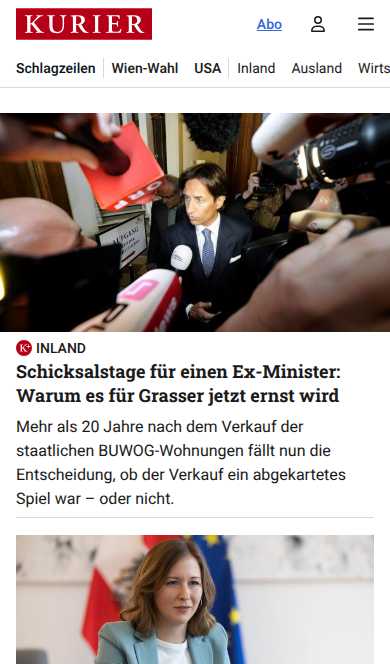 KURIER
Abo
Schlagzeilen
Wien-Wahl
USA
Inland
Ausland
Wirts
AUFGANG
K+ INLAND
Schicksalstage für einen Ex-Minister:
Warum es für Grasser jetzt ernst wird
Mehr als 20 Jahre nach dem Verkauf der
staatlichen BUWOG-Wohnungen fällt nun die
Entscheidung, ob der Verkauf ein abgekartetes
Spiel war – oder nicht.